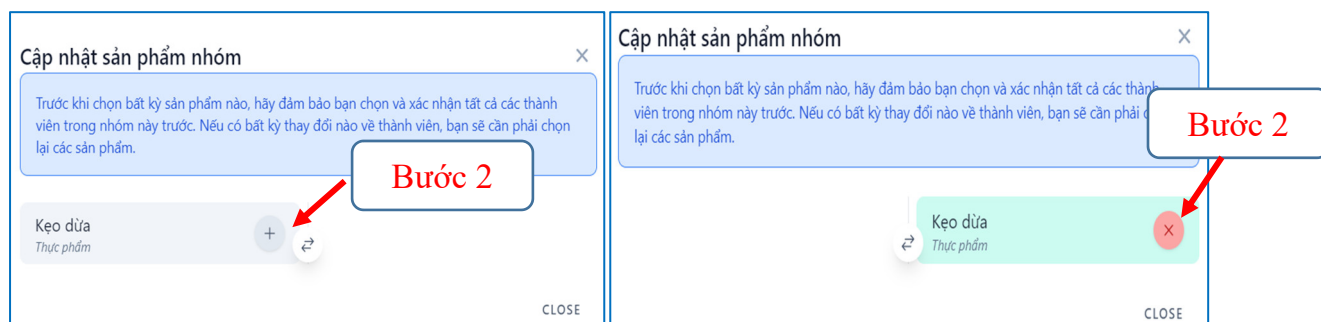 Cập nhật sản phẩm nhóm
Trước khi chọn bất kỳ sản phẩm nào, hãy đảm bảo bạn chọn và xác nhận tất cả các thành
viên trong nhóm này trước. Nếu có bất kỳ thay đổi nào về thành viên, bạn sẽ cần phải chọn
lại các sản phẩm.
Bước 2
Kẹo dừa
Thực phẩm
CLOSE
Cập nhật sản phẩm nhóm
Trước khi chọn bất kỳ sản phẩm nào, hãy đảm bảo bạn chọn và xác nhận tất cả các thành
viên trong nhóm này trước. Nếu có bất kỳ thay đổi nào về thành viên, bạn sẽ cần phải
lại các sản phẩm.
Bước 2
Kẹo dừa
Thực phẩm
CLOSE